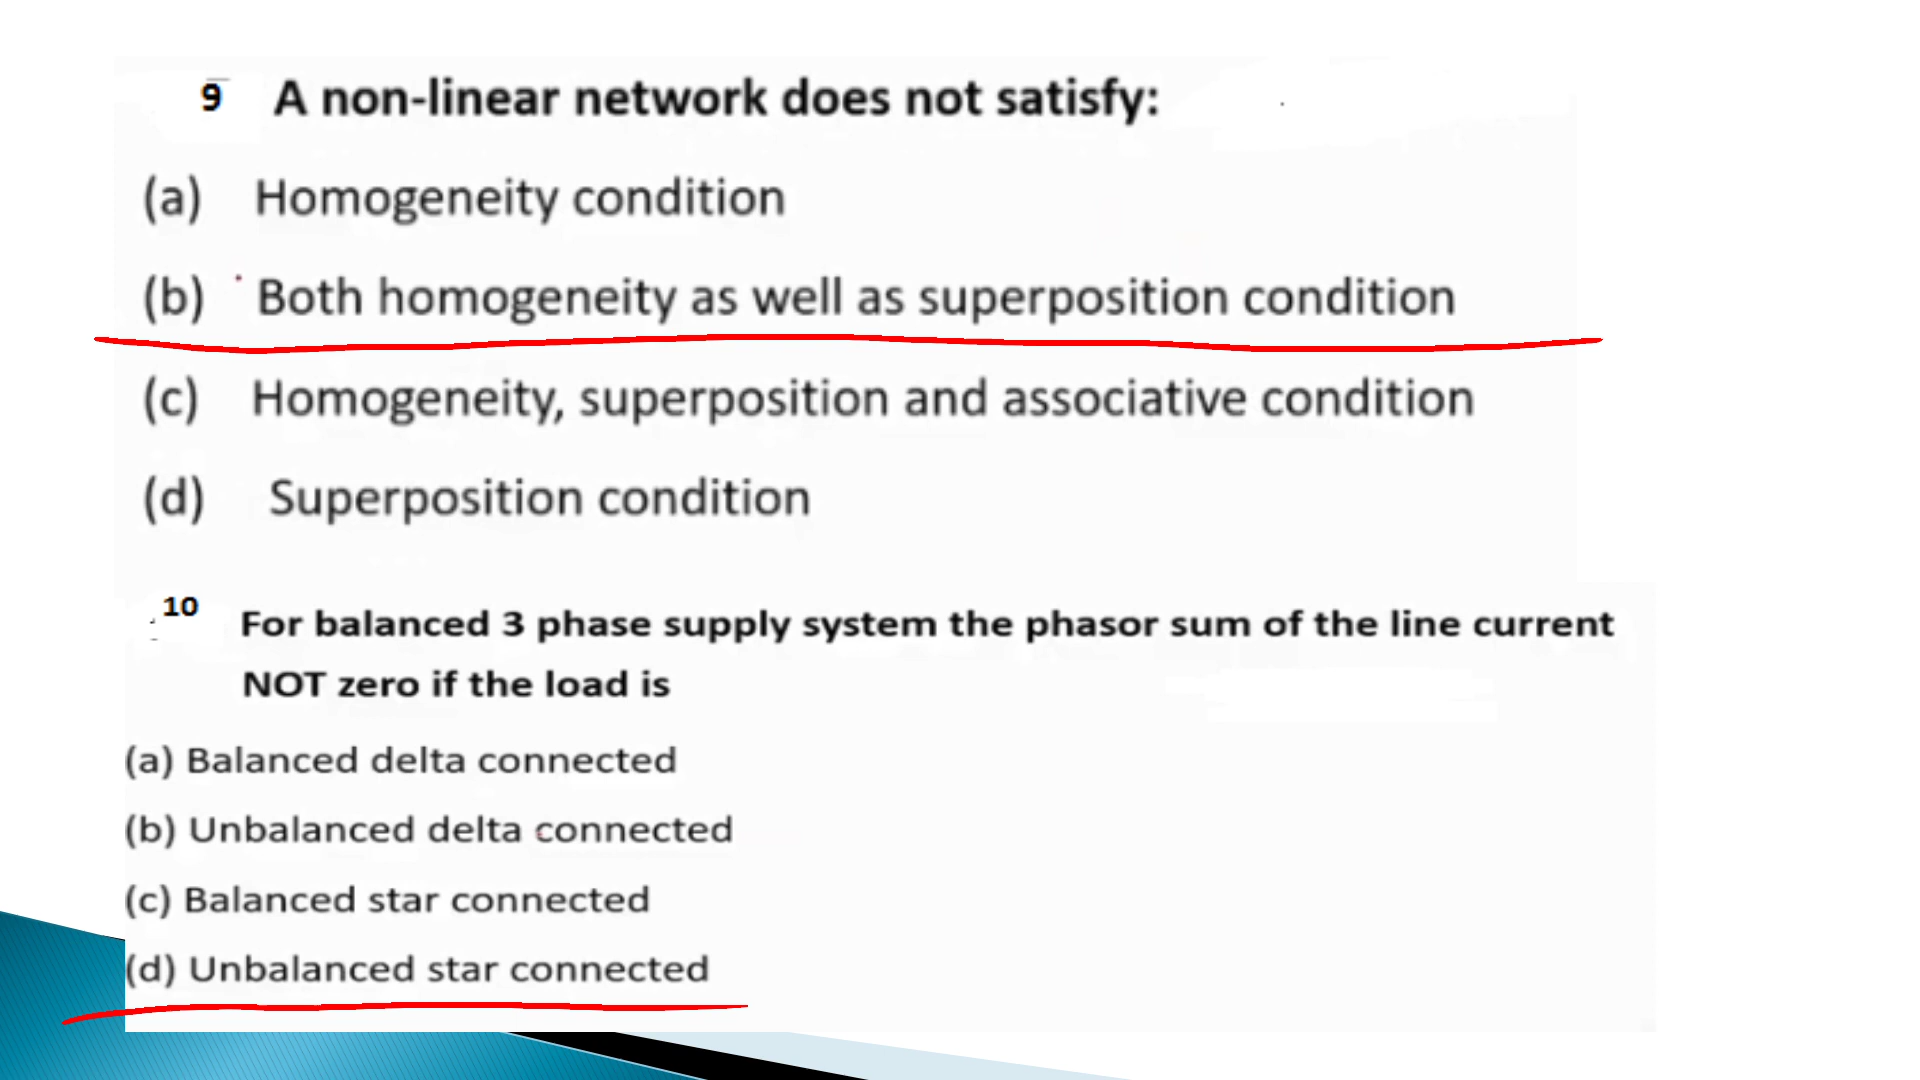 9 A non-linear network does not satisfy:
(a) Homogeneity condition
(b) Both homogeneity as well as superposition condition
(c) Homogeneity, superposition and associative condition
(d) Superposition condition
10 For balanced 3 phase supply system the phasor sum of the line current
NOT zero if the load is
(a) Balanced delta connected
(b) Unbalanced delta connected
(c) Balanced star connected
(d) Unbalanced star connected